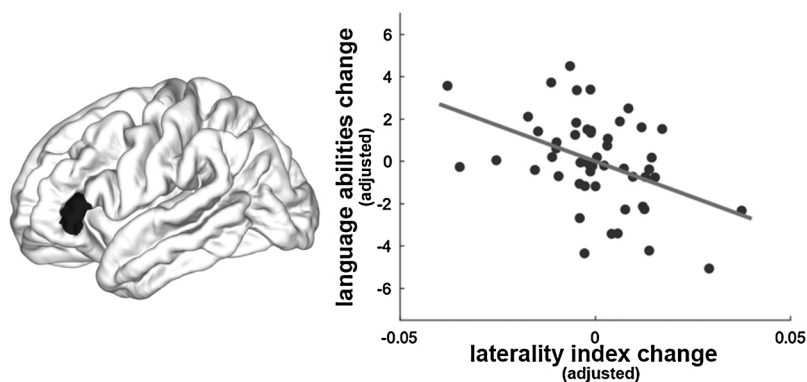 language abilities change
(adjusted)
6
4
2
0
-2
-4
-6
-0.05
0
0.05
laterality index change
(adjusted)